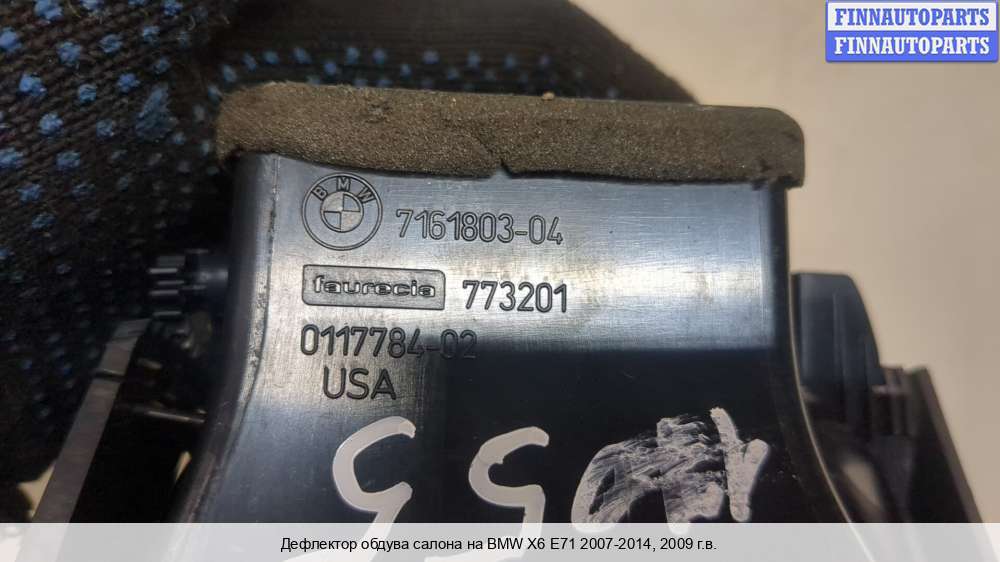 FINNAUTOPARTS
FINNAUTOPARTS
BMW
7161803-04
faurecia 773201
0117784-02
USA
Дефлектор обдува салона на BMW X6 E71 2007-2014, 2009 г.в.